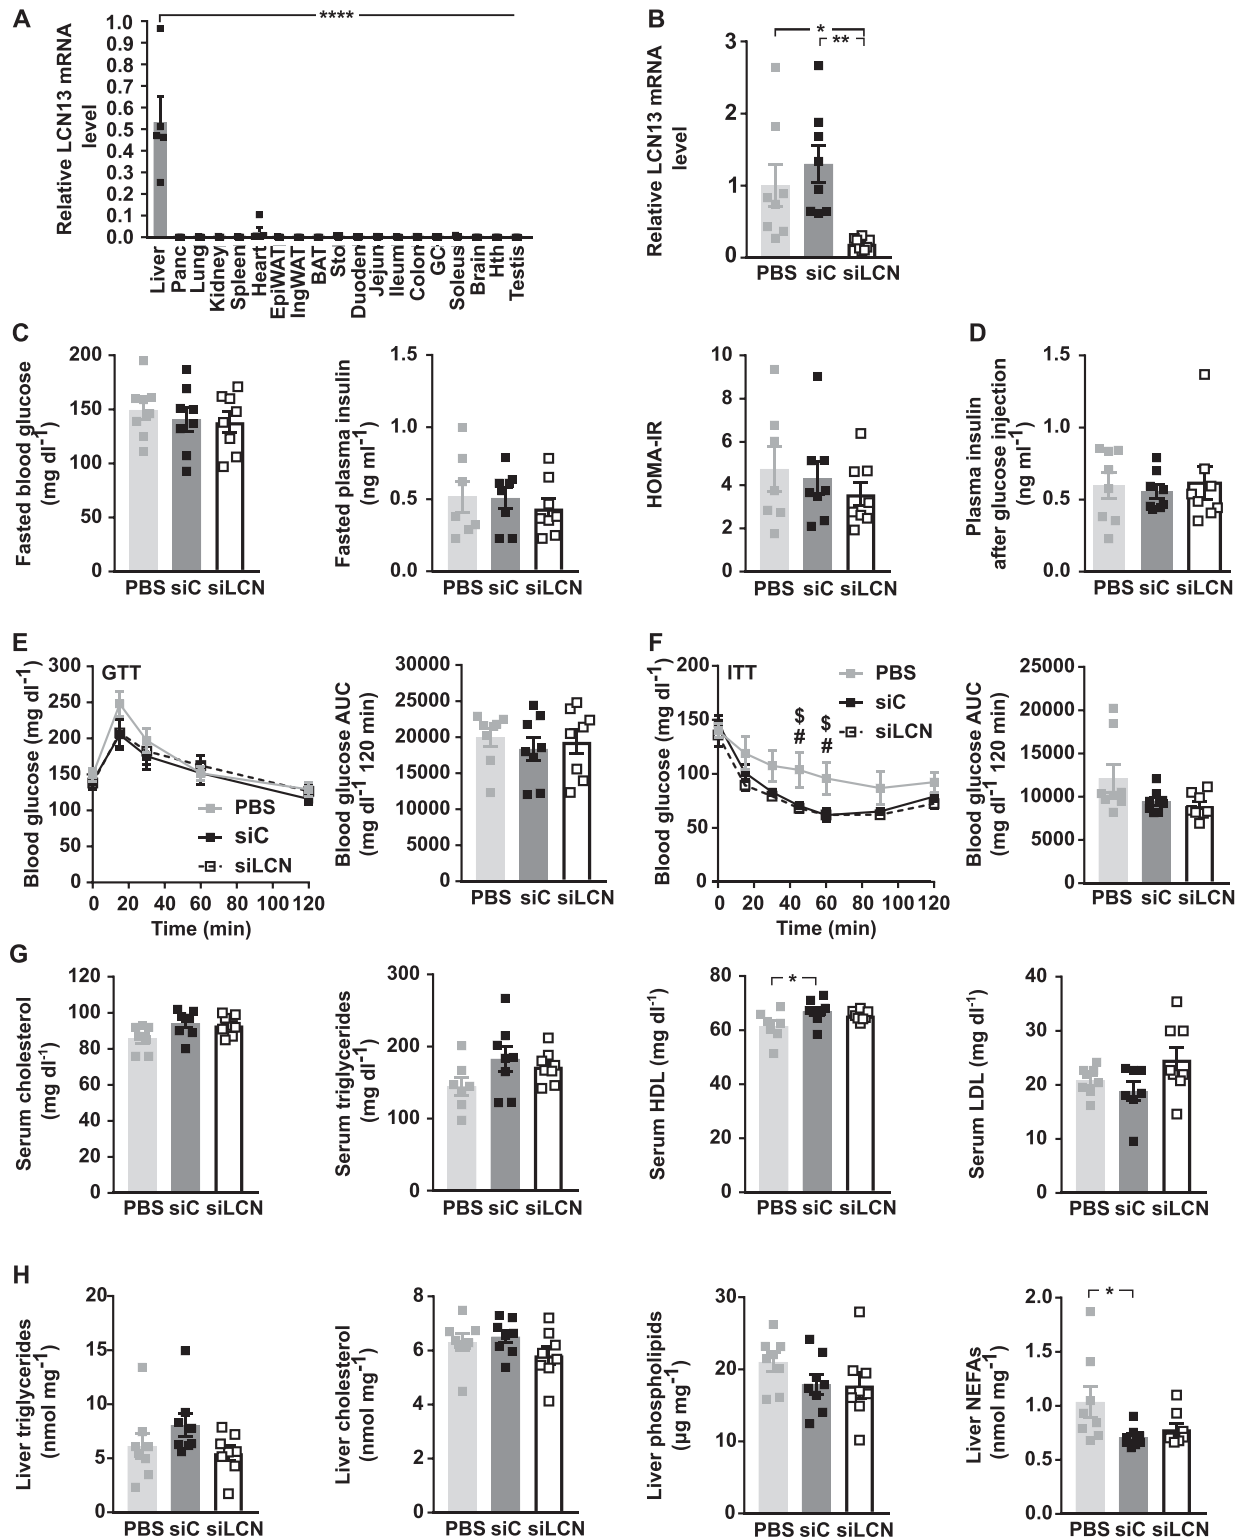 A
Relative LCN13 mRNA
level
1.0
0.9
0.8
0.7
0.6
0.5
0.4
0.3
0.2
0.1
0.0
****
Liver
Panc
Lung
Kidney
Spleen
Heart
EpiWAT
IngWAT
BAT
Sto
Duoden
Jejun
Ileum
Colon
GC
Soleus
Brain
Hth
Testis
B
Relative LCN13 mRNA
level
3
2
1
0
*
**
PBS siC siLCN
C
Fasted blood glucose
(mg dl-1)
200
150
100
50
0
PBS siC siLCN
Fasted plasma insulin
(ng ml-1)
1.5
1.0
0.5
0.0
PBS siC siLCN
HOMA-IR
10
8
6
4
2
0
PBS siC siLCN
D
Plasma insulin
after glucose injection
(ng ml-1)
1.5
1.0
0.5
0.0
PBS siC siLCN
E
Blood glucose (mg dl-1)
300
250
200
150
100
50
0
GTT
PBS
siC
siLCN
0 20 40 60 80 100 120
Time (min)
Blood glucose AUC
(mg dl-1 120 min)
30000
25000
20000
15000
10000
5000
0
PBS siC siLCN
F
Blood glucose (mg dl-1)
200
150
100
50
0
ITT
PBS
siC
siLCN
$ $
# #
0 20 40 60 80 100 120
Time (min)
Blood glucose AUC
(mg dl-1 120 min)
25000
20000
15000
10000
5000
0
PBS siC siLCN
G
Serum cholesterol
(mg dl-1)
120
100
80
60
40
20
0
PBS siC siLCN
Serum triglycerides
(mg dl-1)
300
200
100
0
PBS siC siLCN
Serum HDL (mg dl-1)
80
60
40
20
0
*
PBS siC siLCN
Serum LDL (mg dl-1)
40
30
20
10
0
PBS siC siLCN
H
Liver triglycerides
(nmol mg-1)
20
15
10
5
0
PBS siC siLCN
Liver cholesterol
(nmol mg-1)
8
6
4
2
0
PBS siC siLCN
Liver phospholipids
(µg mg-1)
30
20
10
0
PBS siC siLCN
Liver NEFAs
(nmol mg-1)
2.0
1.5
1.0
0.5
0.0
*
PBS siC siLCN